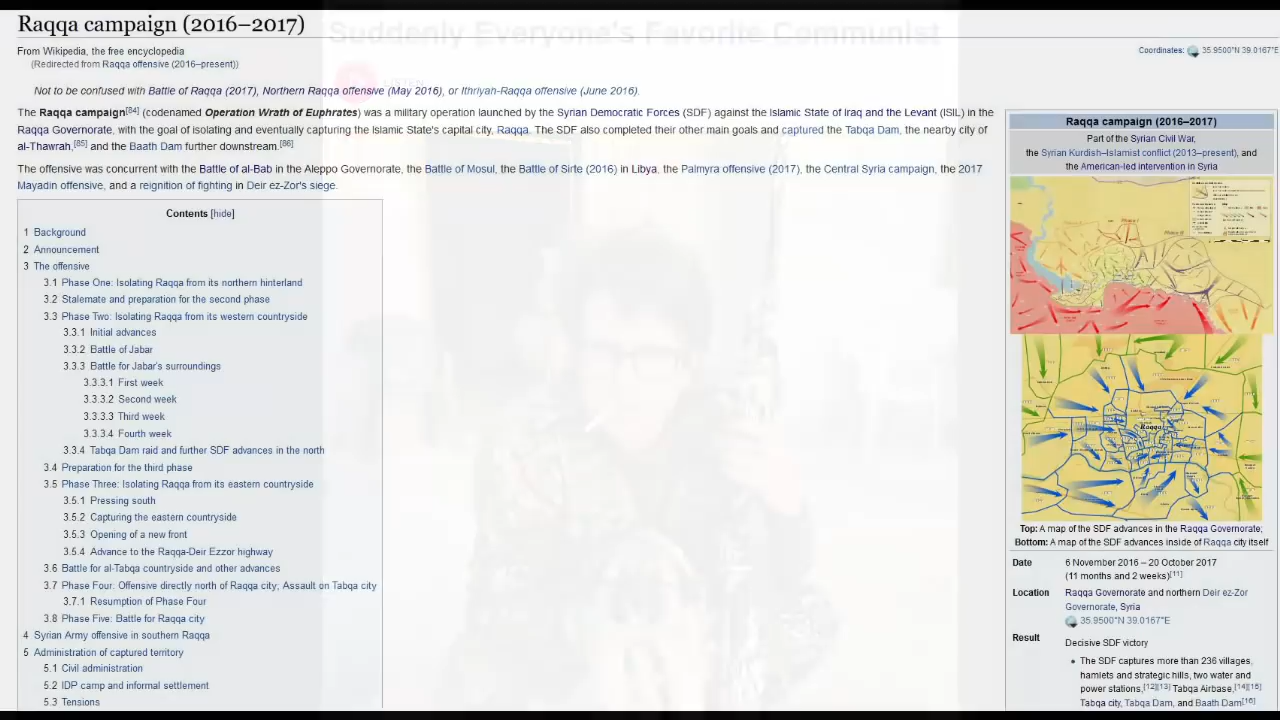 Suddenly Everyone's Favorite Communist
Raqqa campaign (2016–2017)
From Wikipedia, the free encyclopedia
(Redirected from Raqqa offensive (2016–present))
Coordinates: 35.9500°N 39.0167°E
Not to be confused with Battle of Raqqa (2017), Northern Raqqa offensive (May 2016), or Ithriyah-Raqqa offensive (June 2016).
LISTEN
The Raqqa campaign[84] (codenamed Operation Wrath of Euphrates) was a military operation launched by the Syrian Democratic Forces (SDF) against the Islamic State of Iraq and the Levant (ISIL) in the
Raqqa Governorate, with the goal of isolating and eventually capturing the Islamic State's capital city, Raqqa. The SDF also completed their other main goals and captured the Tabqa Dam, the nearby city of
al-Thawrah,[85] and the Baath Dam further downstream.[86]
The offensive was concurrent with the Battle of al-Bab in the Aleppo Governorate, the Battle of Mosul, the Battle of Sirte (2016) in Libya, the Palmyra offensive (2017), the Central Syria campaign, the 2017
Mayadin offensive, and a reignition of fighting in Deir ez-Zor's siege.
Contents [hide]
1 Background
2 Announcement
3 The offensive
3.1 Phase One: Isolating Raqqa from its northern hinterland
3.2 Stalemate and preparation for the second phase
3.3 Phase Two: Isolating Raqqa from its western countryside
3.3.1 Initial advances
3.3.2 Battle of Jabar
3.3.3 Battle for Jabar's surroundings
3.3.3.1 First week
3.3.3.2 Second week
3.3.3.3 Third week
3.3.3.4 Fourth week
3.3.4 Tabqa Dam raid and further SDF advances in the north
3.4 Preparation for the third phase
3.5 Phase Three: Isolating Raqqa from its eastern countryside
3.5.1 Pressing south
3.5.2 Capturing the eastern countryside
3.5.3 Opening of a new front
3.5.4 Advance to the Raqqa-Deir Ezzor highway
3.6 Battle for al-Tabqa countryside and other advances
3.7 Phase Four: Offensive directly north of Raqqa city; Assault on Tabqa city
3.7.1 Resumption of Phase Four
3.8 Phase Five: Battle for Raqqa city
4 Syrian Army offensive in southern Raqqa
5 Administration of captured territory
5.1 Civil administration
5.2 IDP camp and informal settlement
5.3 Tensions
Raqqa campaign (2016–2017)
Part of the Syrian Civil War,
the Syrian Kurdish–Islamist conflict (2013–present), and
the American-led intervention in Syria
Raqqa
Top: A map of the SDF advances in the Raqqa Governorate;
Bottom: A map of the SDF advances inside of Raqqa city itself
Date 6 November 2016 – 20 October 2017
(11 months and 2 weeks)[11]
Location Raqqa Governorate and northern Deir ez-Zor
Governorate, Syria
35.9500°N 39.0167°E
Result Decisive SDF victory
• The SDF captures more than 236 villages,
hamlets and strategic hills, two water and
power stations,[12][13] Tabqa Airbase,[14][15]
Tabqa city, Tabqa Dam, and Baath Dam[16]